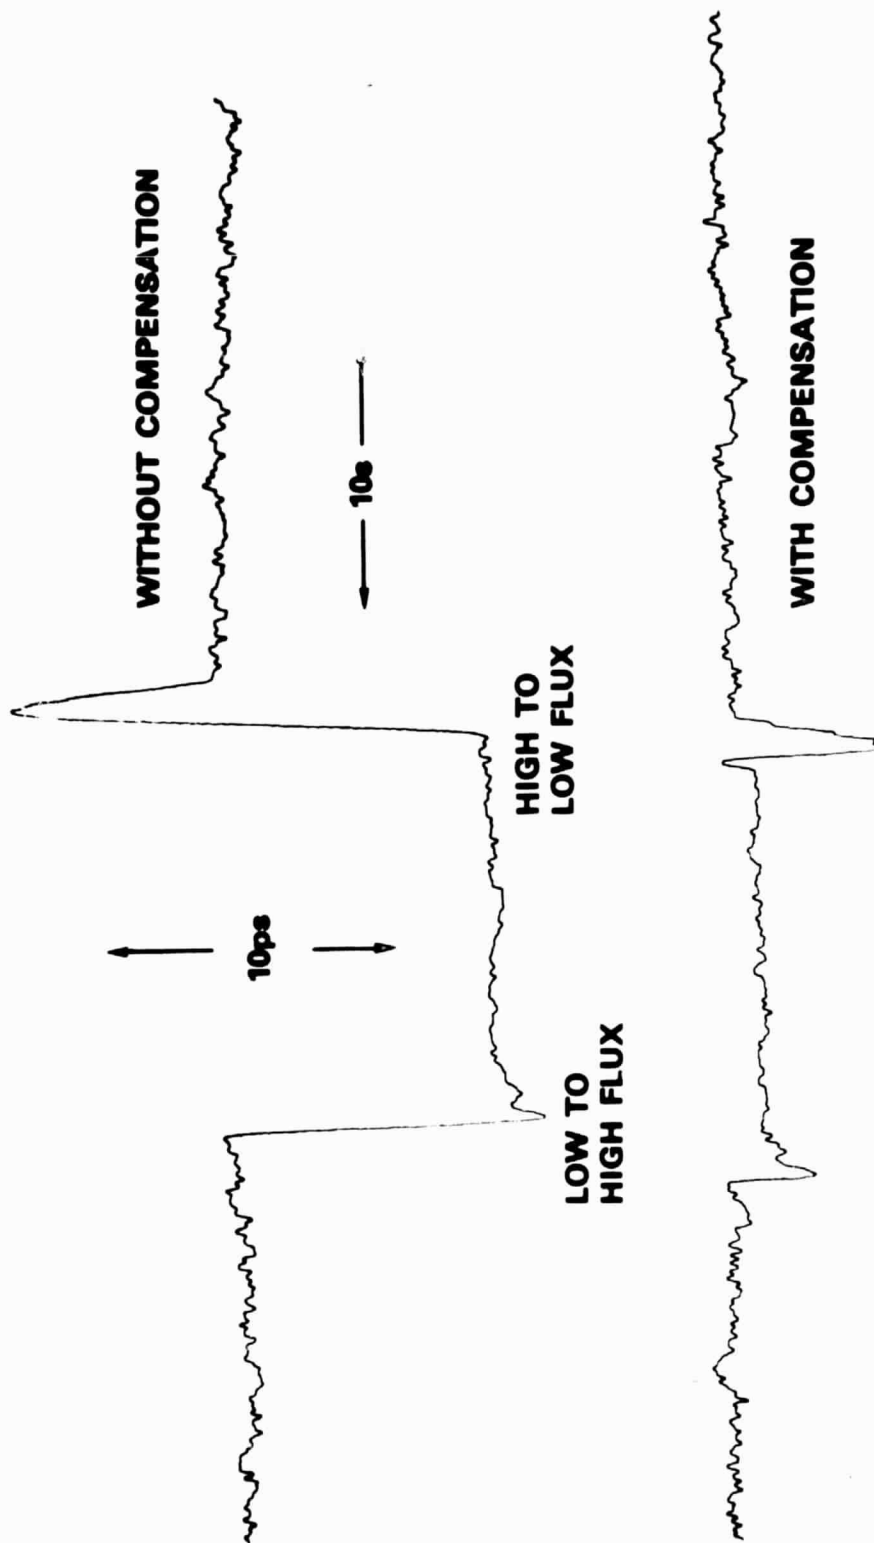 WITHOUT COMPENSATION
10s
HIGH TO
LOW FLUX
10ps
LOW TO
HIGH FLUX
WITH COMPENSATION